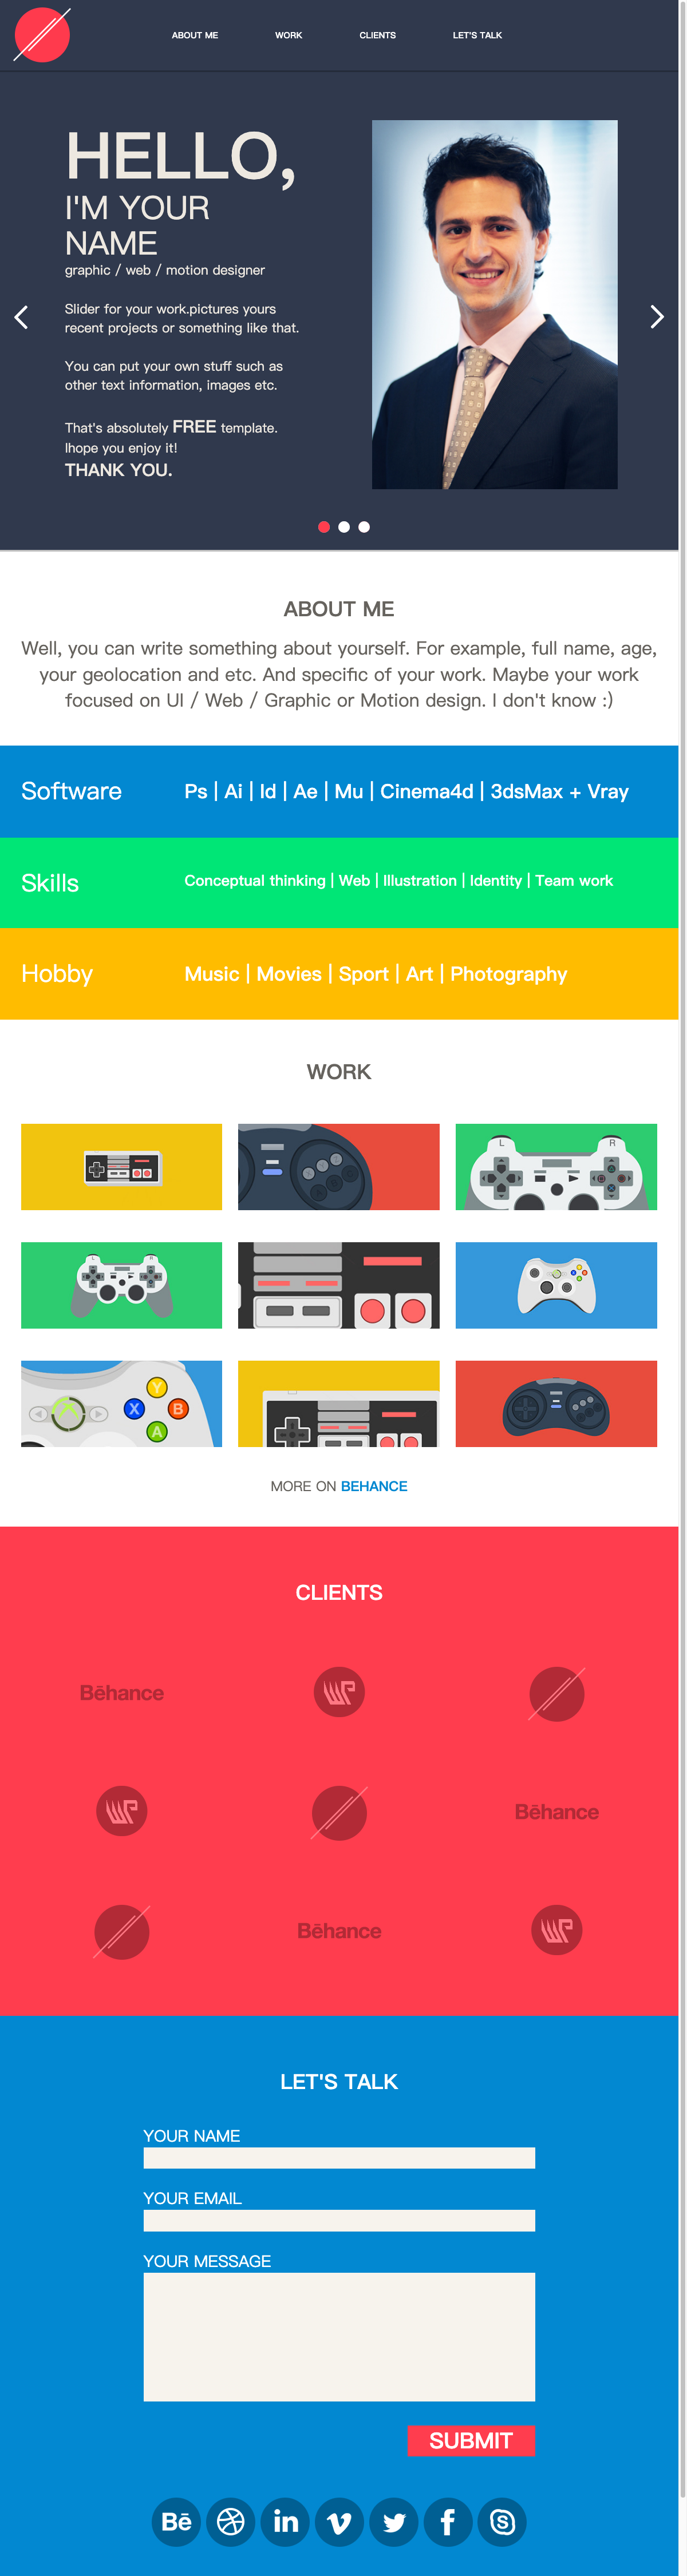 ABOUT ME
WORK
CLIENTS
LET'S TALK
HELLO,
I'M YOUR
NAME
graphic / web / motion designer
Slider for your work.pictures yours
recent projects or something like that.
You can put your own stuff such as
other text information, images etc.
That's absolutely FREE template.
Ihope you enjoy it!
THANK YOU.
ABOUT ME
Well, you can write something about yourself. For example, full name, age,
your geolocation and etc. And specific of your work. Maybe your work
focused on UI / Web / Graphic or Motion design. I don't know :)
Software
Ps | Ai | Id | Ae | Mu | Cinema4d | 3dsMax + Vray
Skills
Conceptual thinking | Web | Illustration | Identity | Team work
Hobby
Music | Movies | Sport | Art | Photography
WORK
L R
L R
Y
X B
A
MORE ON BEHANCE
CLIENTS
Bēhance
Bēhance
Bēhance
LET'S TALK
YOUR NAME
YOUR EMAIL
YOUR MESSAGE
SUBMIT
Bē in v f S